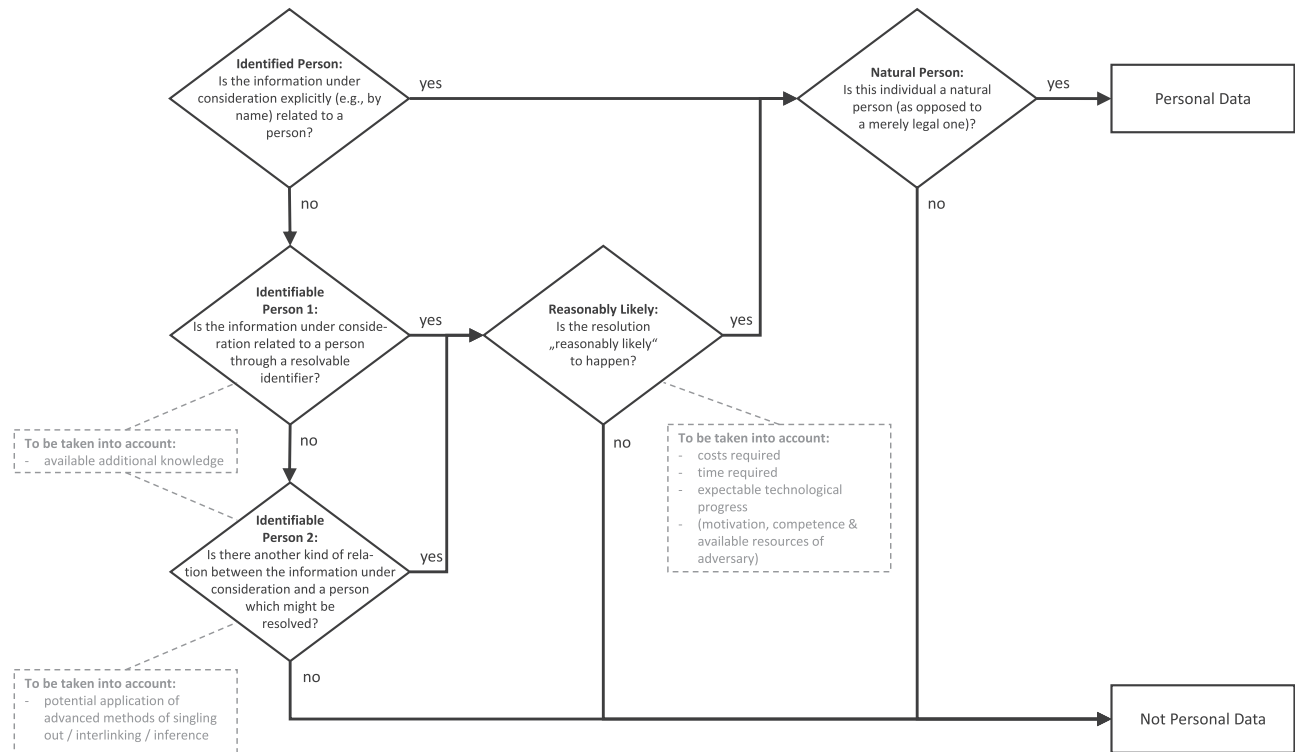 Identified Person:
Is the information under
consideration explicitly (e.g., by
name) related to a
person?
yes
no
Natural Person:
Is this individual a natural
person (as opposed to
a merely legal one)?
yes
no
Personal Data
Identifiable
Person 1:
Is the information under conside-
ration related to a person
through a resolvable
identifier?
yes
no
Reasonably Likely:
Is the resolution
„reasonably likely“
to happen?
yes
no
To be taken into account:
- available additional knowledge
To be taken into account:
- costs required
- time required
- expectable technological
progress
- (motivation, competence &
available resources of
adversary)
Identifiable
Person 2:
Is there another kind of rela-
tion between the information under
consideration and a person
which might be
resolved?
yes
no
To be taken into account:
- potential application of
advanced methods of singling
out / interlinking / inference
Not Personal Data